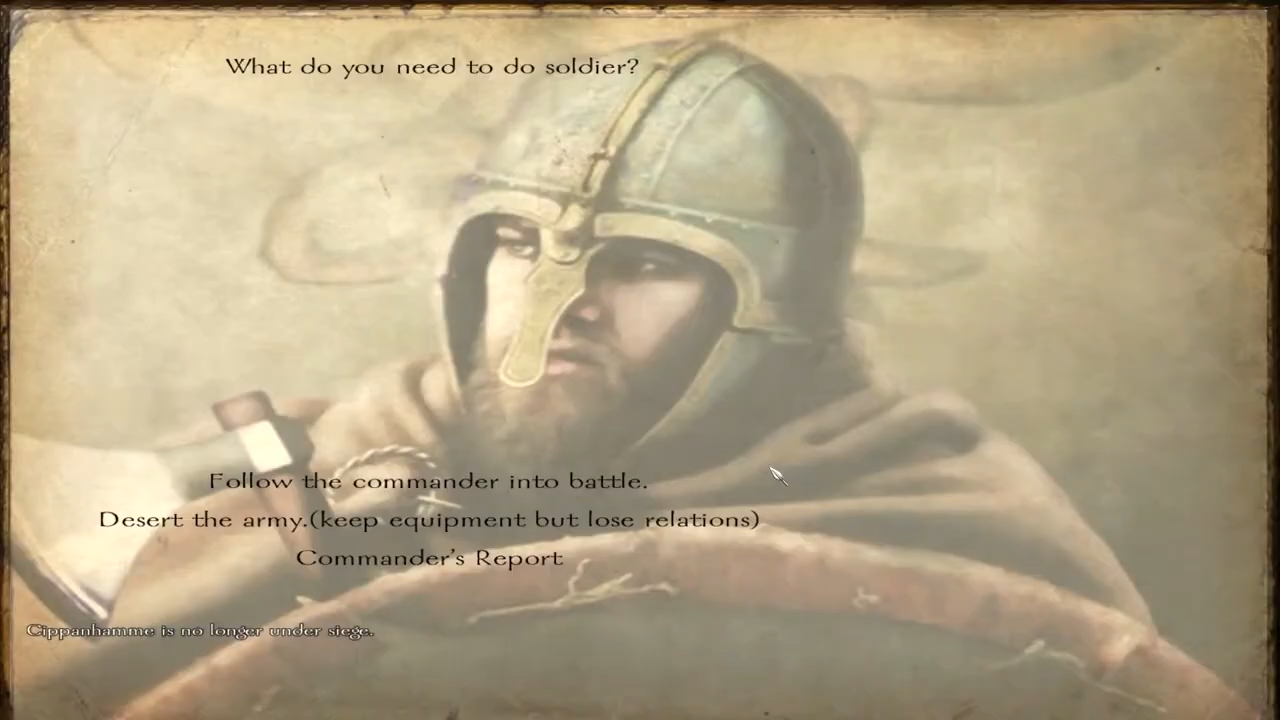 What do you need to do soldier?
Follow the commander into battle.
Desert the army.(keep equipment but lose relations)
Commander's Report
Cippanhamme is no longer under siege.